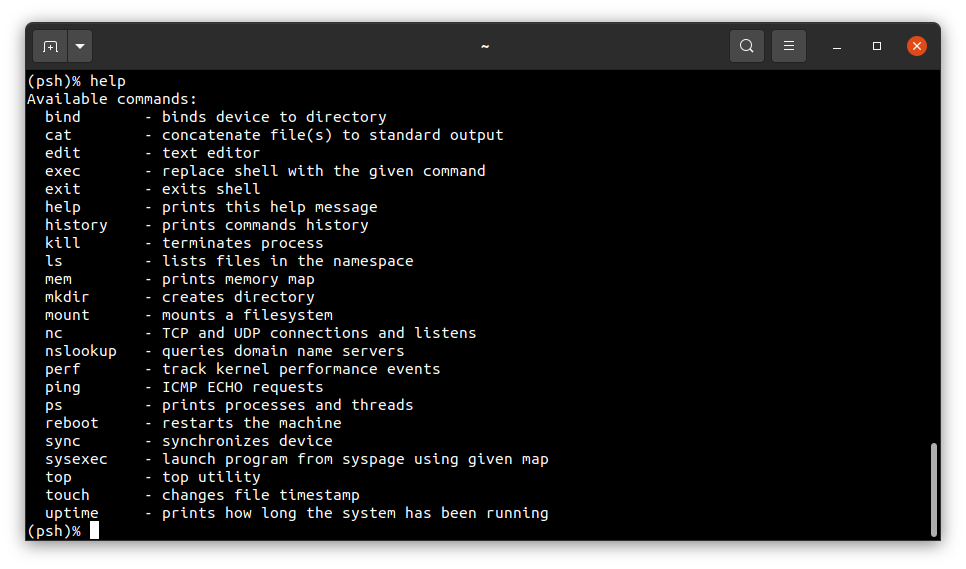 ~
(psh)% help
Available commands:
  bind       - binds device to directory
  cat        - concatenate file(s) to standard output
  edit       - text editor
  exec       - replace shell with the given command
  exit       - exits shell
  help       - prints this help message
  history    - prints commands history
  kill       - terminates process
  ls         - lists files in the namespace
  mem        - prints memory map
  mkdir      - creates directory
  mount      - mounts a filesystem
  nc         - TCP and UDP connections and listens
  nslookup   - queries domain name servers
  perf       - track kernel performance events
  ping       - ICMP ECHO requests
  ps         - prints processes and threads
  reboot     - restarts the machine
  sync       - synchronizes device
  sysexec    - launch program from syspage using given map
  top        - top utility
  touch      - changes file timestamp
  uptime     - prints how long the system has been running
(psh)%